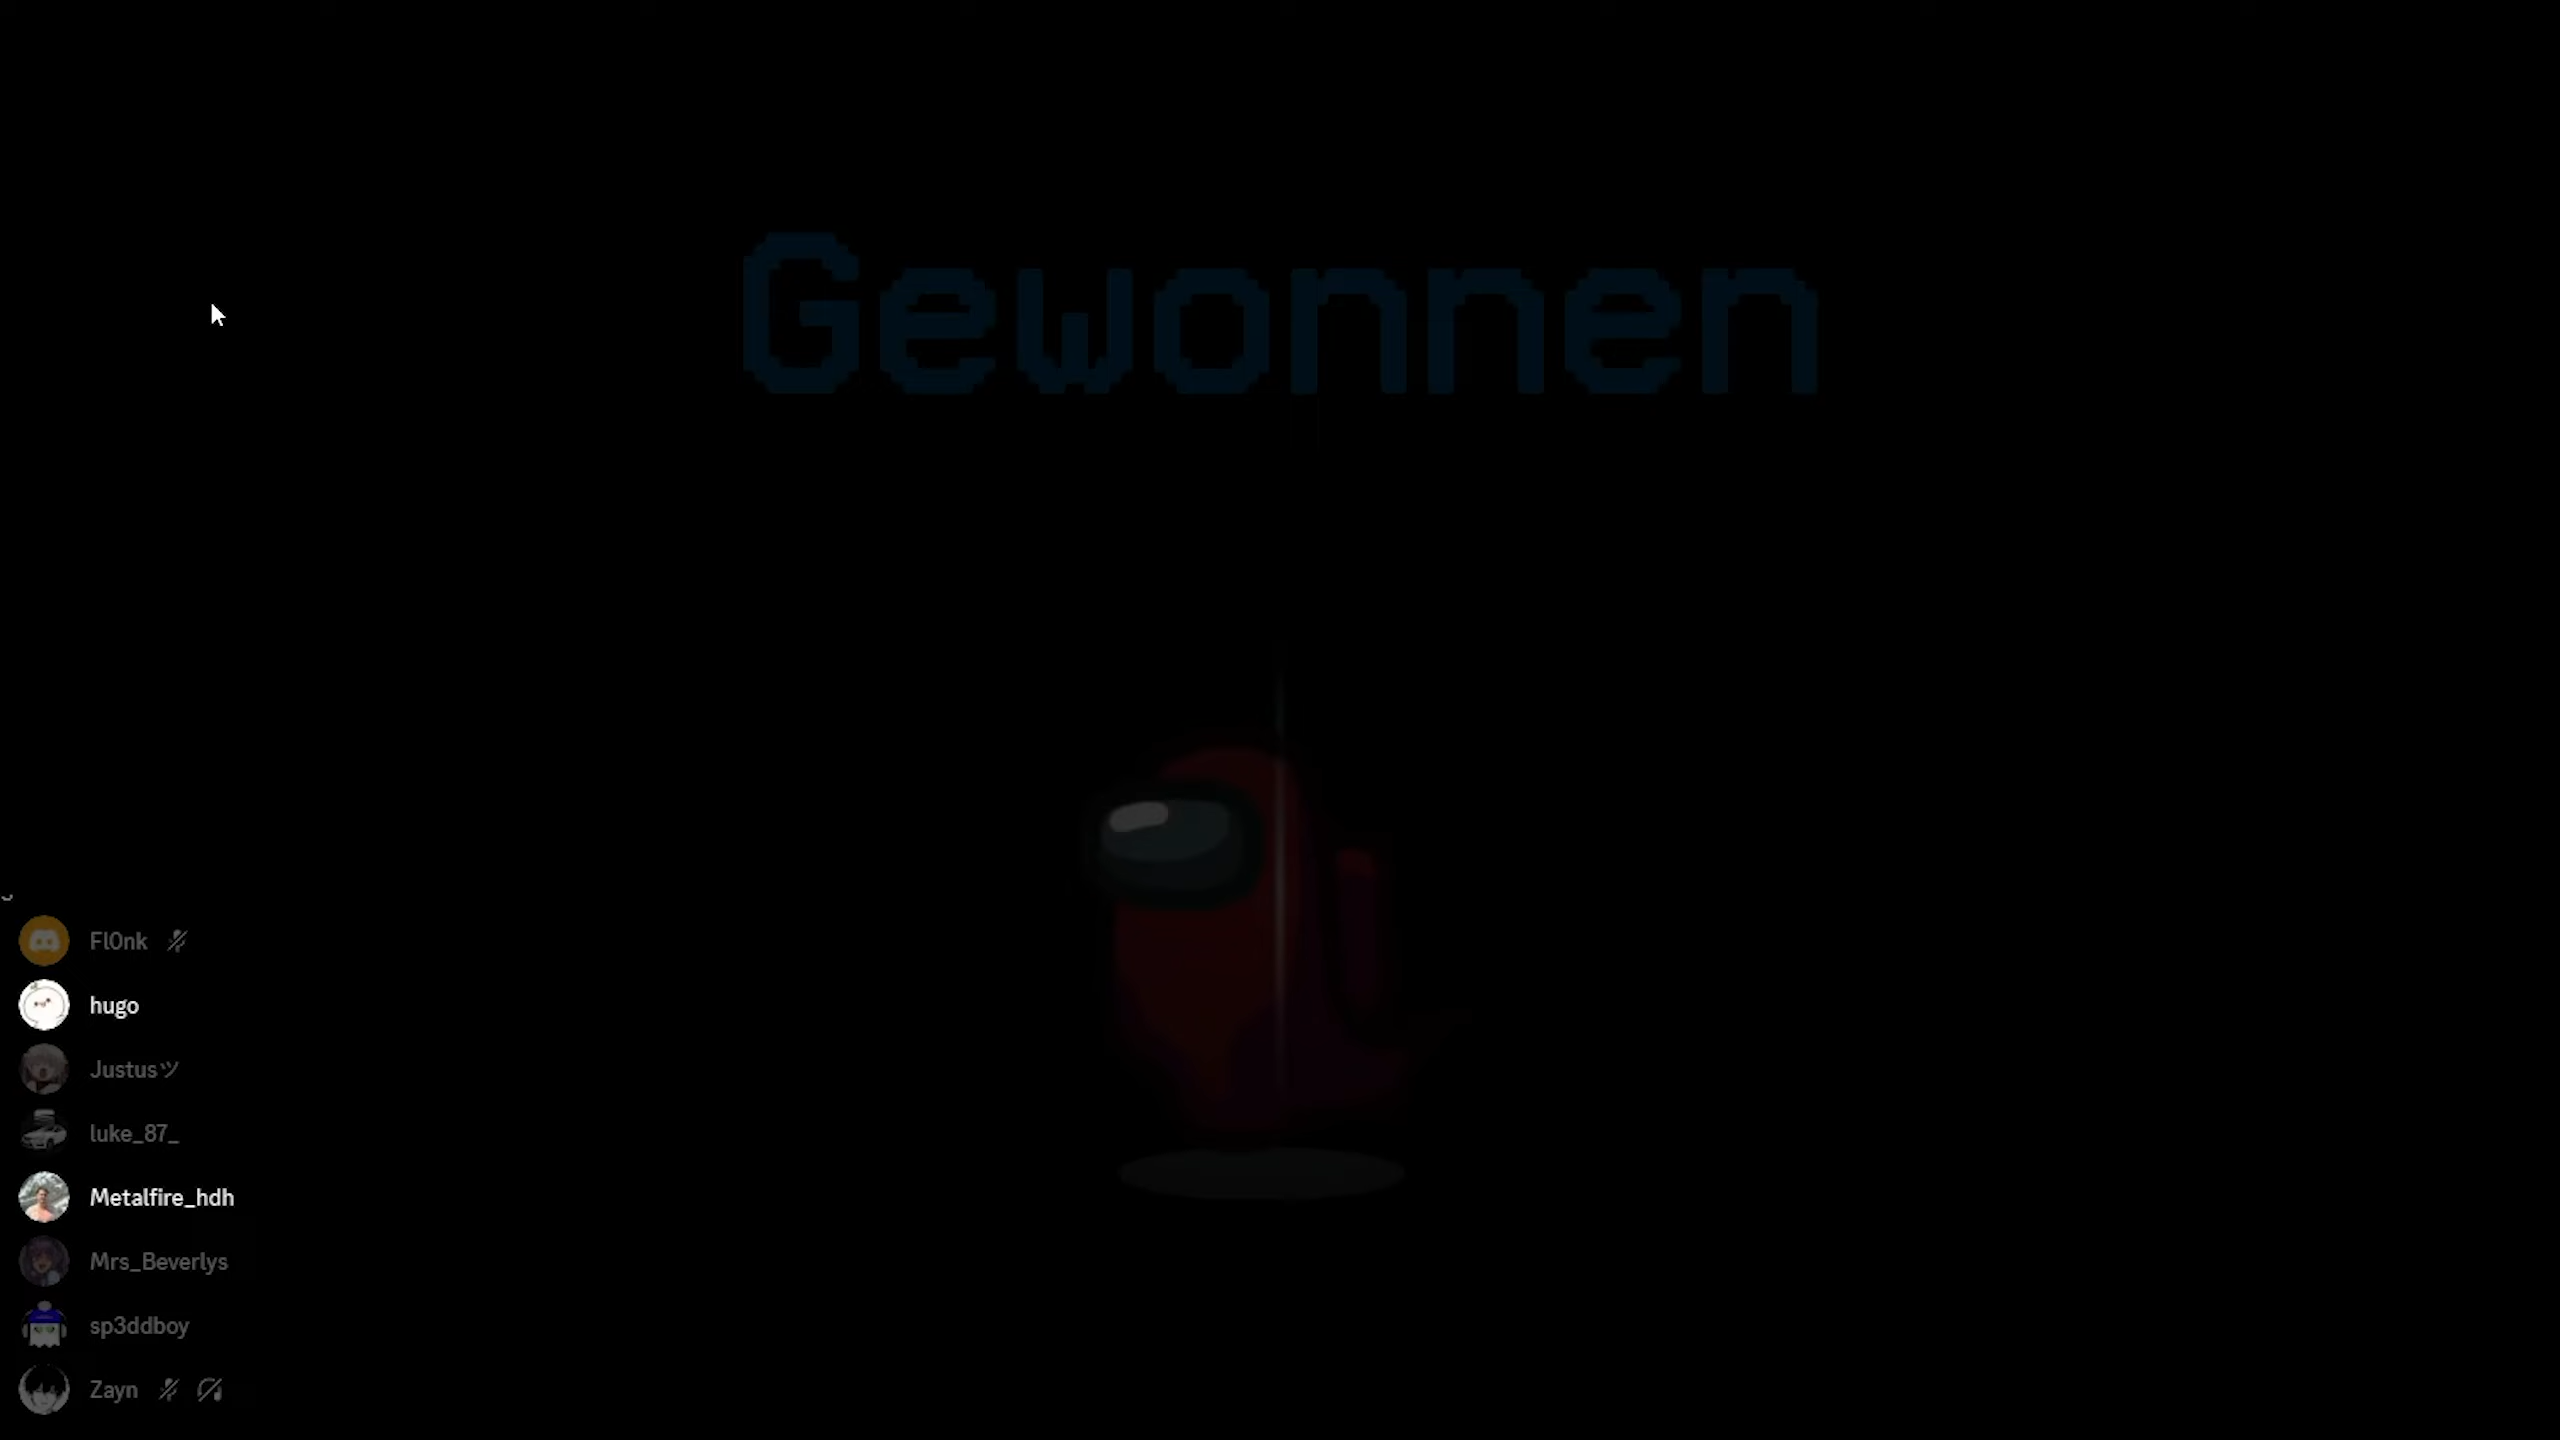 Gewonnen
Fl0nk
hugo
Justusツ
luke_87_
Metalfire_hdh
Mrs_Beverlys
sp3ddboy
Zayn